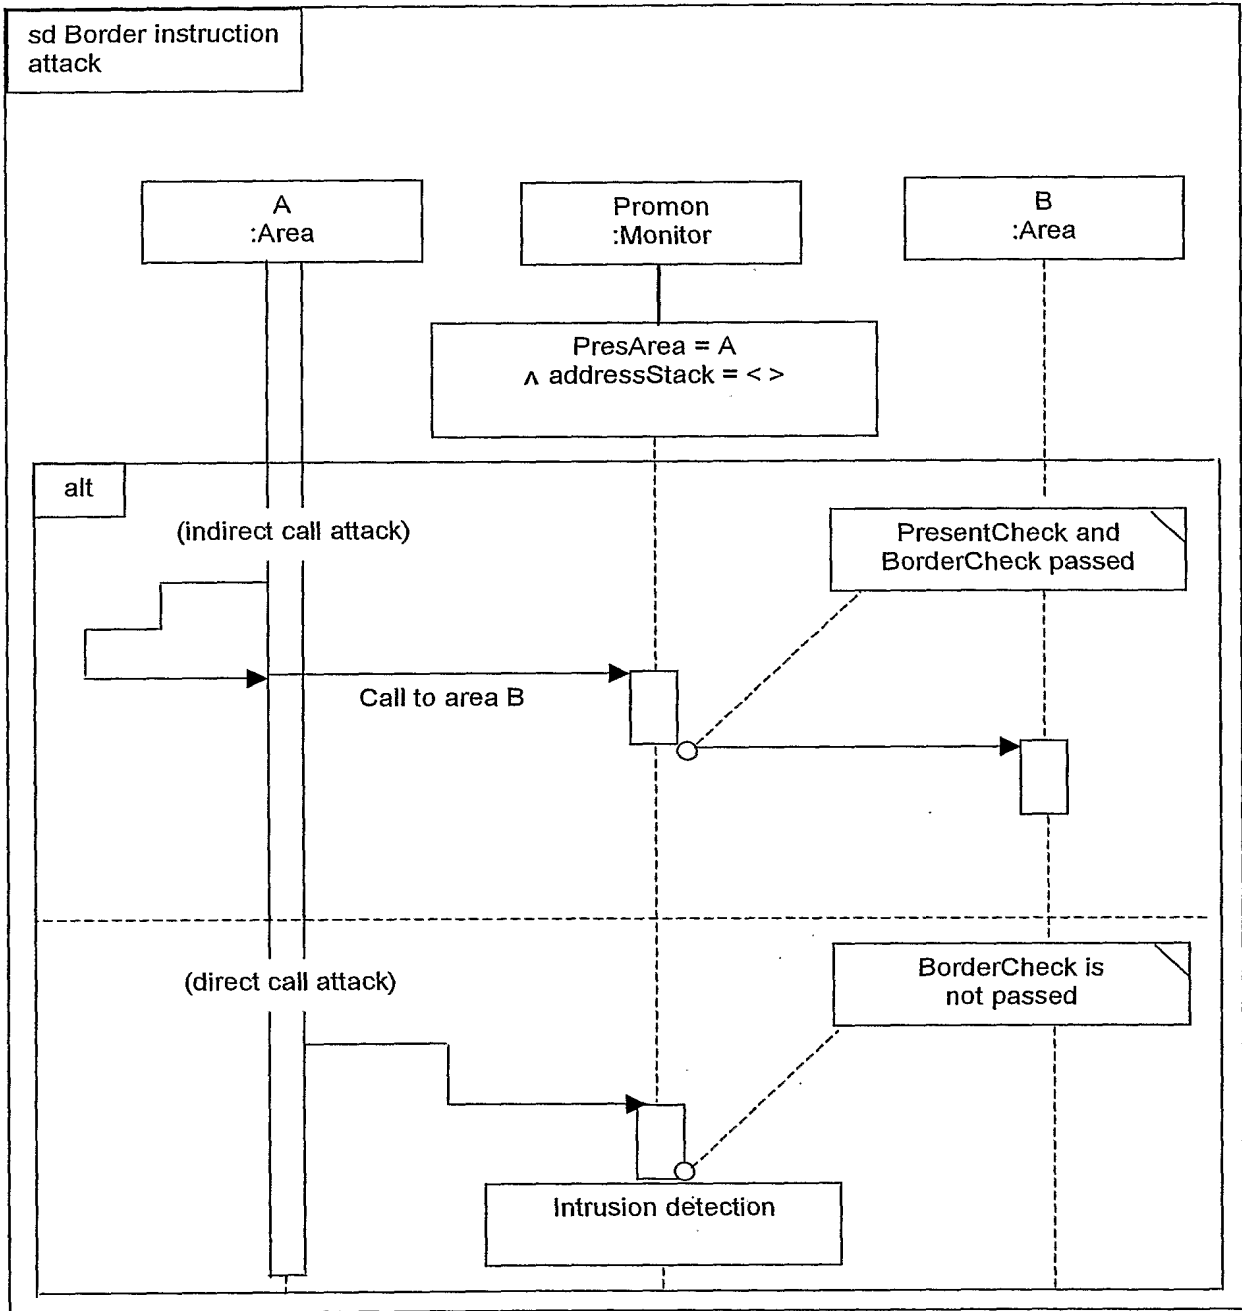 sd Border instruction
attack
A
:Area
Promon
:Monitor
B
:Area
PresArea = A
∧ addressStack = < >
alt
(indirect call attack)
PresentCheck and
BorderCheck passed
Call to area B
(direct call attack)
BorderCheck is
not passed
Intrusion detection